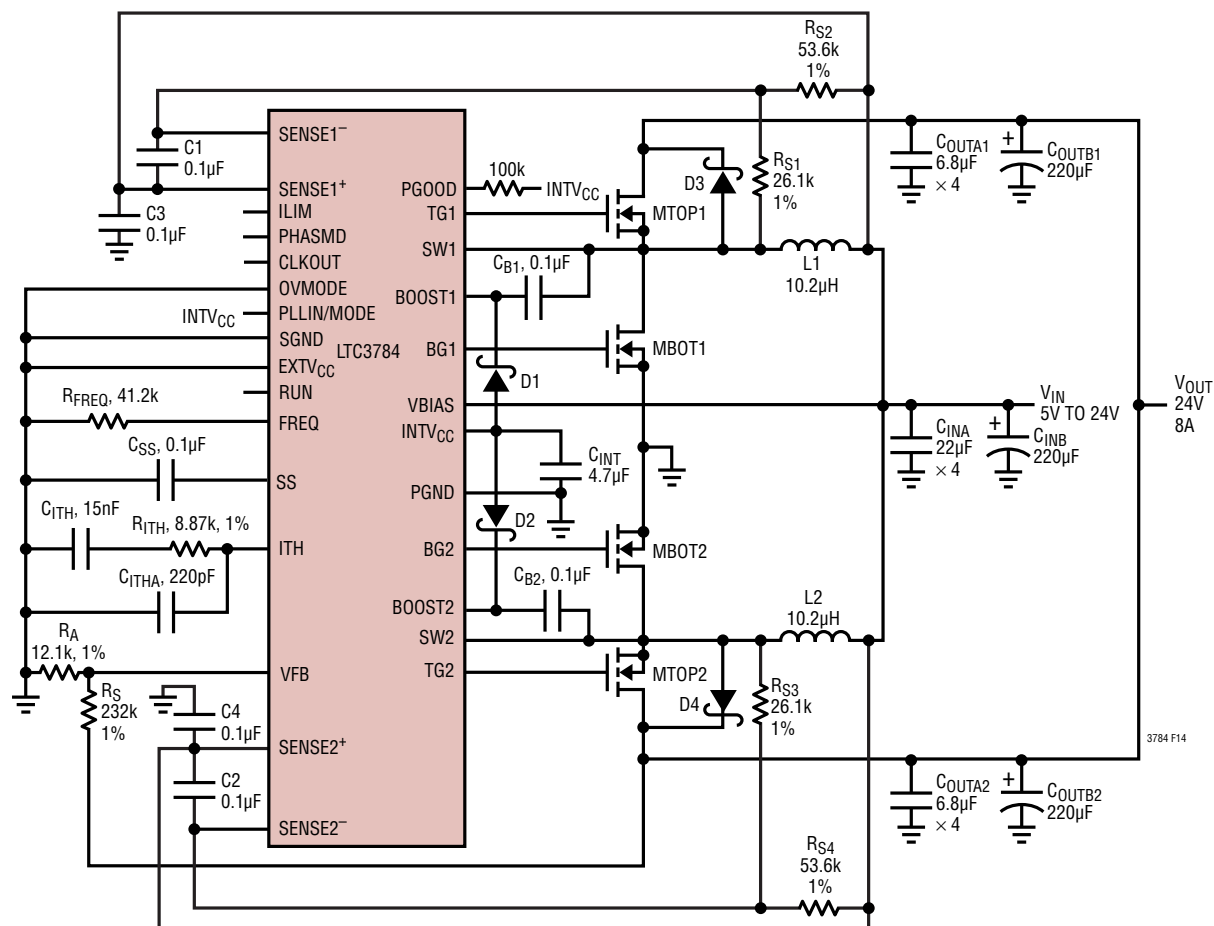 RS2
53.6k
1%
SENSE1–
C1
0.1µF
SENSE1+
C3
0.1µF
ILIM
PHASMD
CLKOUT
OVMODE
INTVCC
PLLIN/MODE
SGND
LTC3784
EXTVCC
RUN
RFREQ, 41.2k
FREQ
CSS, 0.1µF
SS
CITH, 15nF
RITH, 8.87k, 1%
ITH
CITHA, 220pF
RA
12.1k, 1%
VFB
RS
232k
1%
C4
0.1µF
SENSE2+
C2
0.1µF
SENSE2–
PGOOD
100k
INTVCC
TG1
MTOP1
SW1
CB1, 0.1µF
BOOST1
BG1
MBOT1
D1
VBIAS
INTVCC
CINT
4.7µF
PGND
D2
BG2
MBOT2
CB2, 0.1µF
BOOST2
SW2
TG2
MTOP2
D3
RS1
26.1k
1%
L1
10.2µH
COUTA1
6.8µF
× 4
+
COUTB1
220µF
VIN
5V TO 24V
CINA
22µF
× 4
+
CINB
220µF
VOUT
24V
8A
L2
10.2µH
D4
RS3
26.1k
1%
3784 F14
COUTA2
6.8µF
× 4
+
COUTB2
220µF
RS4
53.6k
1%